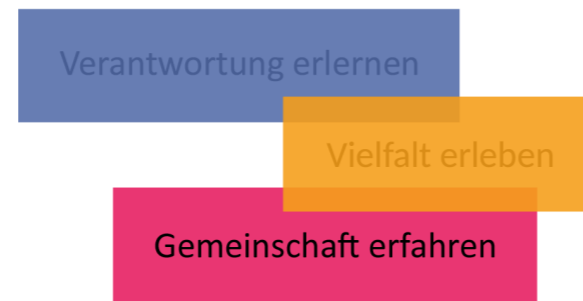 Verantwortung erlernen
Vielfalt erleben
Gemeinschaft erfahren